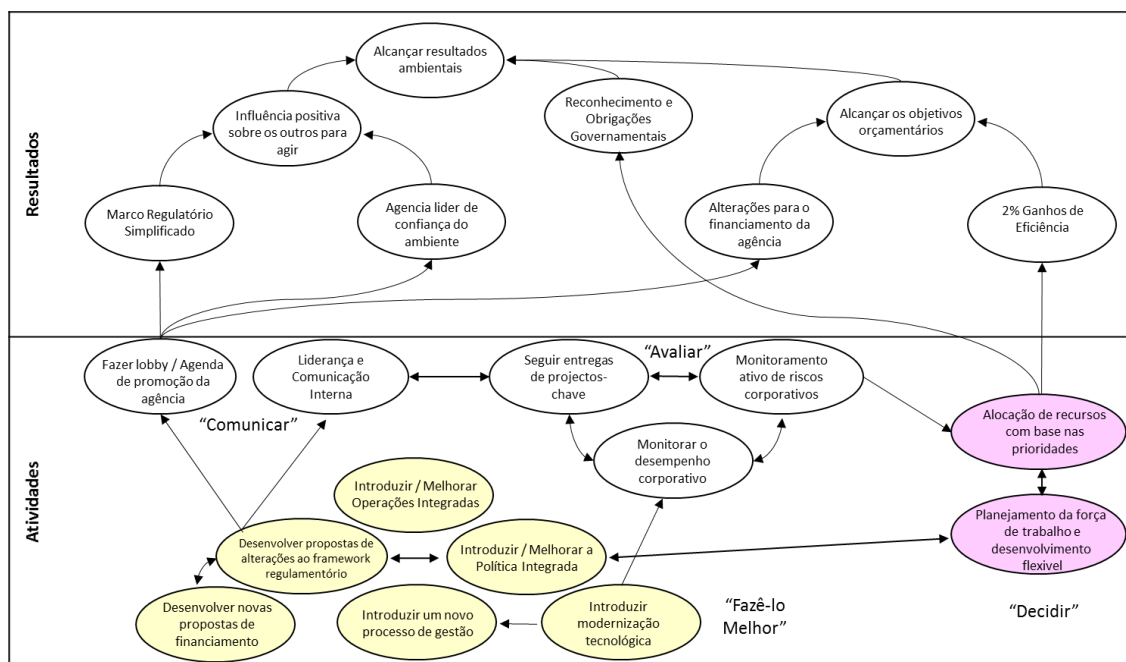 Resultados
Alcançar resultados
ambientais
Influência positiva
sobre os outros para
agir
Reconhecimento e
Obrigações
Governamentais
Alcançar os objetivos
orçamentários
Marco Regulatório
Simplificado
Agencia lider de
confiança do
ambiente
Alterações para o
financiamento da
agência
2% Ganhos de
Eficiência
Atividades
Fazer lobby / Agenda
de promoção da
agência
Liderança e
Comunicação
Interna
Seguir entregas
de projectos-
chave
“Avaliar”
Monitoramento
ativo de riscos
corporativos
“Comunicar”
Monitorar o
desempenho
corporativo
Alocação de recursos
com base nas
prioridades
Introduzir / Melhorar
Operações Integradas
Desenvolver propostas de
alterações ao framework
regulamentório
Introduzir / Melhorar a
Política Integrada
Planejamento da força
de trabalho e
desenvolvimento
flexivel
Desenvolver novas
propostas de
financiamento
Introduzir um novo
processo de gestão
Introduzir
modernização
tecnológica
“Fazê-lo
Melhor”
“Decidir”